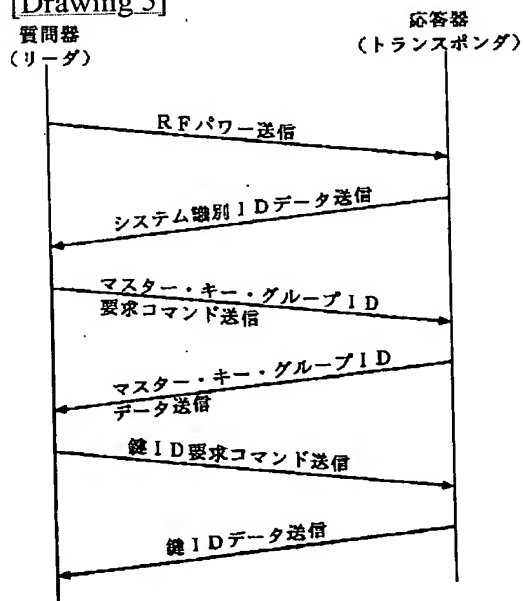 [Drawing 5]
質問器
(リーダ)
応答器
(トランスポンダ)
RFパワー送信
システム識別IDデータ送信
マスター・キー・グループID
要求コマンド送信
マスター・キー・グループID
データ送信
鍵ID要求コマンド送信
鍵IDデータ送信